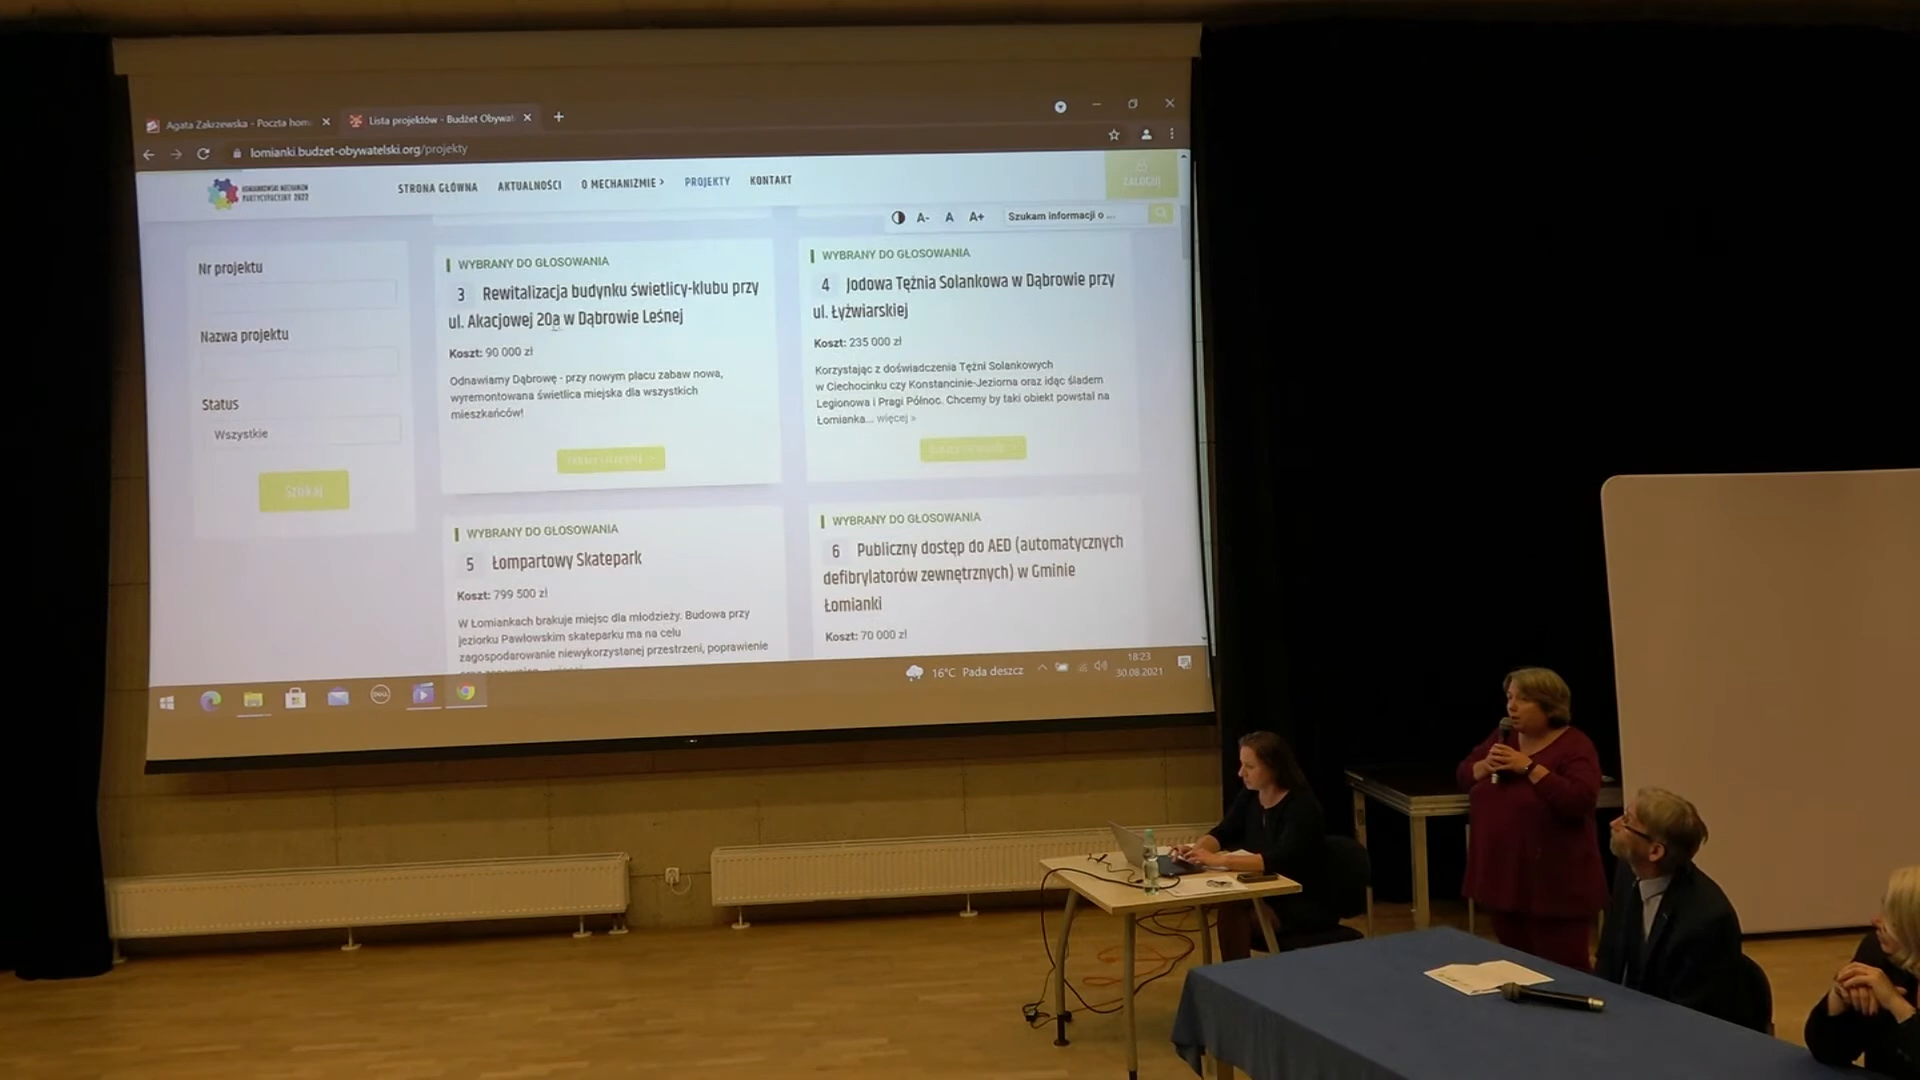 Agata Zakrzewska - Poczta hom
Lista projektów - Budżet Obywat
lomianki.budzet-obywatelski.org/projekty
ŁOMIANKOWSKI MECHANIZM
PARTYCYPACYJNY 2022
STRONA GŁÓWNA
AKTUALNOŚCI
O MECHANIZMIE >
PROJEKTY
KONTAKT
ZALOGUJ
A-
A
A+
Szukam informacji o ...
Nr projektu
Nazwa projektu
Status
Wszystkie
Szukaj
WYBRANY DO GŁOSOWANIA
3 Rewitalizacja budynku świetlicy-klubu przy
ul. Akacjowej 20a w Dąbrowie Leśnej
Koszt: 90 000 zł
Odnawiamy Dąbrowę - przy nowym placu zabaw nowa,
wyremontowana świetlica miejska dla wszystkich
mieszkańców!
WYBRANY DO GŁOSOWANIA
4 Jodowa Tężnia Solankowa w Dąbrowie przy
ul. Łyżwiarskiej
Koszt: 235 000 zł
Korzystając z doświadczenia Tężni Solankowych
w Ciechocinku czy Konstancinie-Jeziorna oraz idąc śladem
Legionowa i Pragi Północ. Chcemy by taki obiekt powstał na
Łomianka... więcej »
WYBRANY DO GŁOSOWANIA
5 Łompartowy Skatepark
Koszt: 799 500 zł
W Łomiankach brakuje miejsc dla młodzieży. Budowa przy
jeziorku Pawłowskim skateparku ma na celu
zagospodarowanie niewykorzystanej przestrzeni, poprawienie
WYBRANY DO GŁOSOWANIA
6 Publiczny dostęp do AED (automatycznych
defibrylatorów zewnętrznych) w Gminie
Łomianki
Koszt: 70 000 zł
DELL
16°C Pada deszcz
18:23
30.08.2021